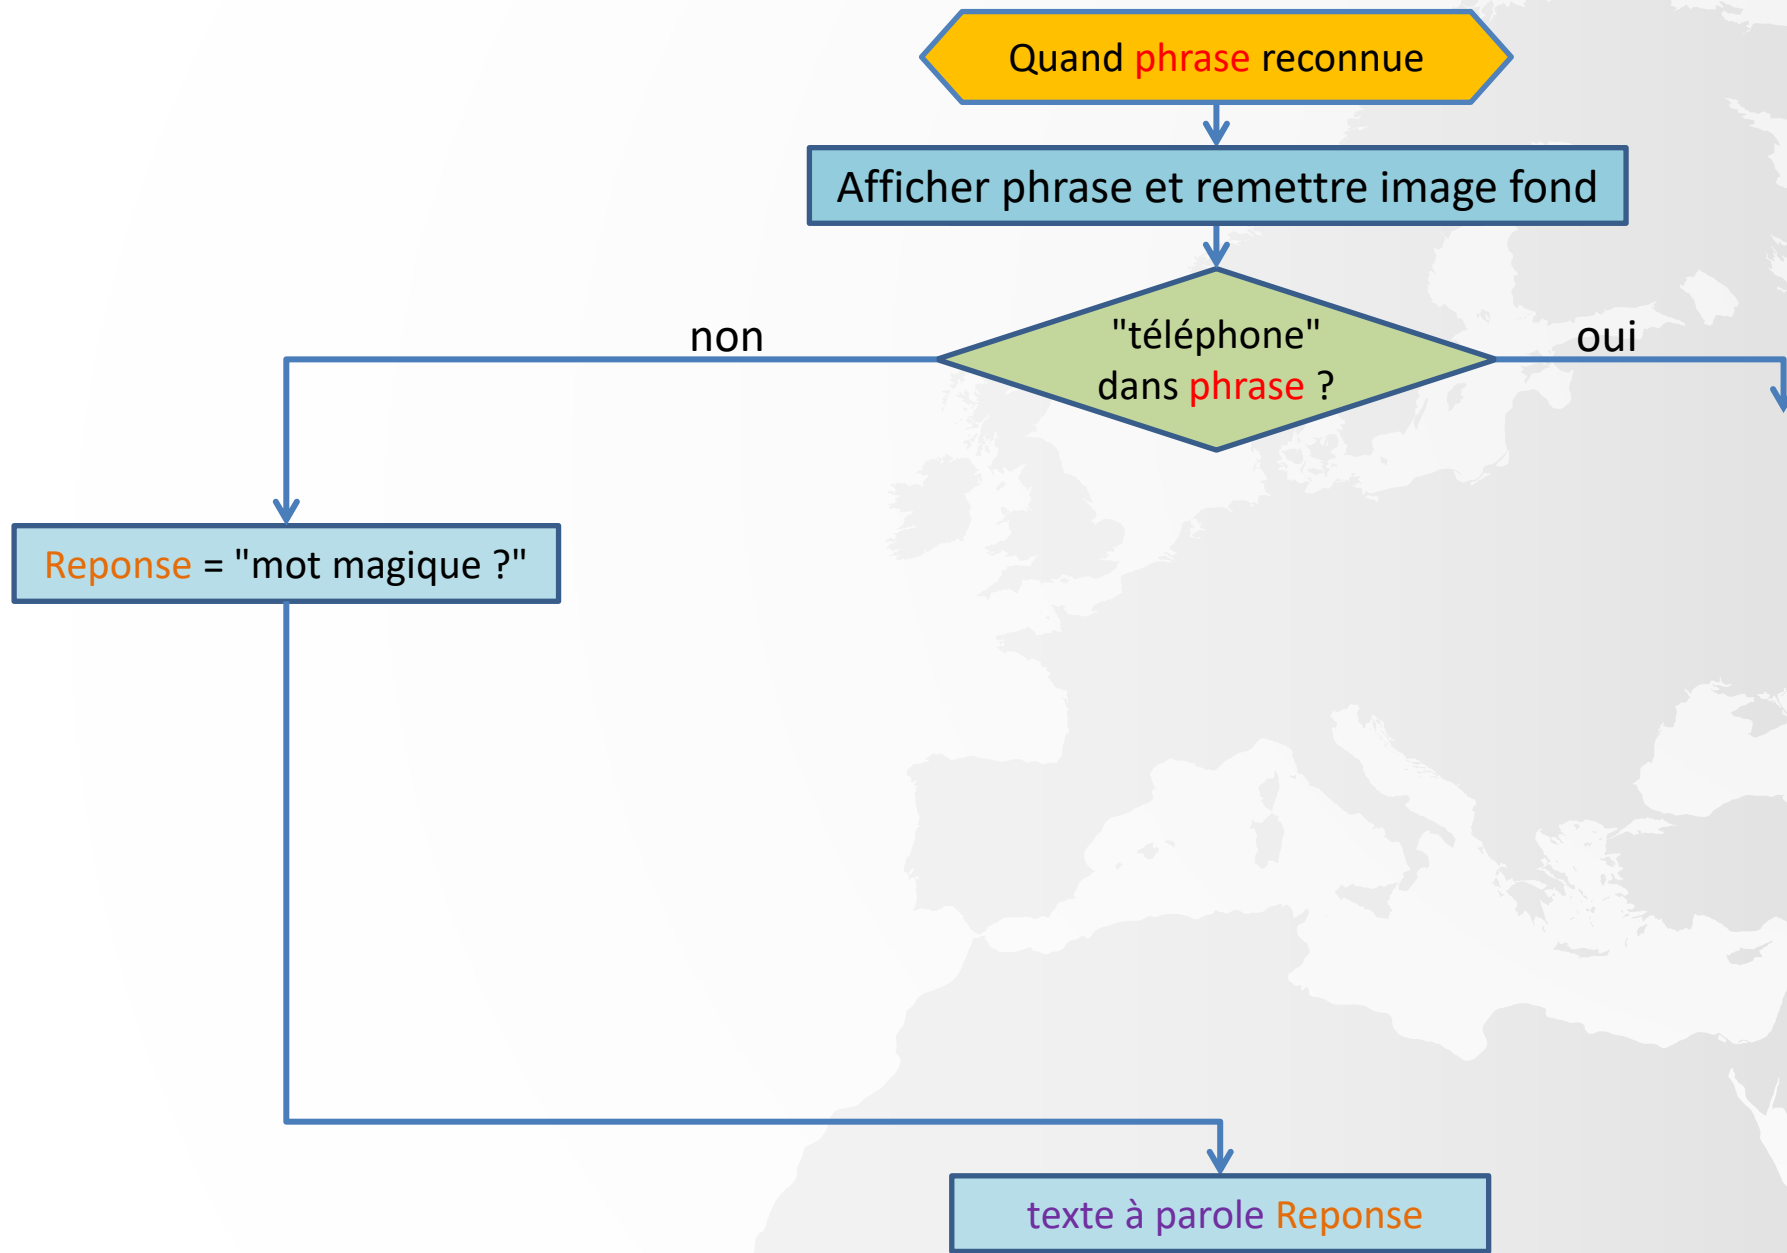 Quand phrase reconnue
Afficher phrase et remettre image fond
non
"téléphone"
dans phrase ?
oui
Reponse = "mot magique ?"
texte à parole Reponse